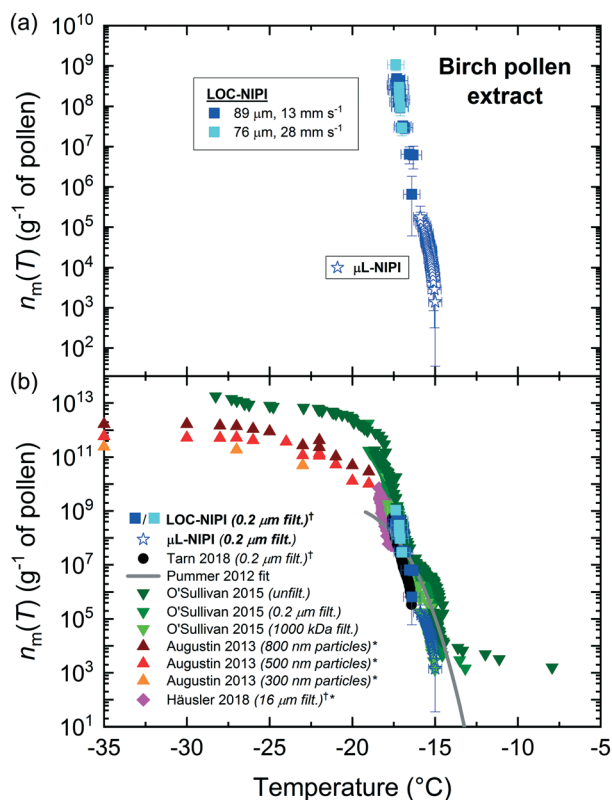 (a)
Birch pollen
extract
LOC-NIPI
89 μm, 13 mm s⁻¹
76 μm, 28 mm s⁻¹
☆ μL-NIPI
nₘ(T) (g⁻¹ of pollen)
10¹⁰
10⁹
10⁸
10⁷
10⁶
10⁵
10⁴
10³
10²
(b)
nₘ(T) (g⁻¹ of pollen)
10¹³
10¹¹
10⁹
10⁷
10⁵
10³
10¹
/ LOC-NIPI (0.2 μm filt.)†
μL-NIPI (0.2 μm filt.)
Tarn 2018 (0.2 μm filt.)†
Pummer 2012 fit
O'Sullivan 2015 (unfilt.)
O'Sullivan 2015 (0.2 μm filt.)
O'Sullivan 2015 (1000 kDa filt.)
Augustin 2013 (800 nm particles)*
Augustin 2013 (500 nm particles)*
Augustin 2013 (300 nm particles)*
Häusler 2018 (16 μm filt.)†*
-35 -30 -25 -20 -15 -10 -5
Temperature (°C)